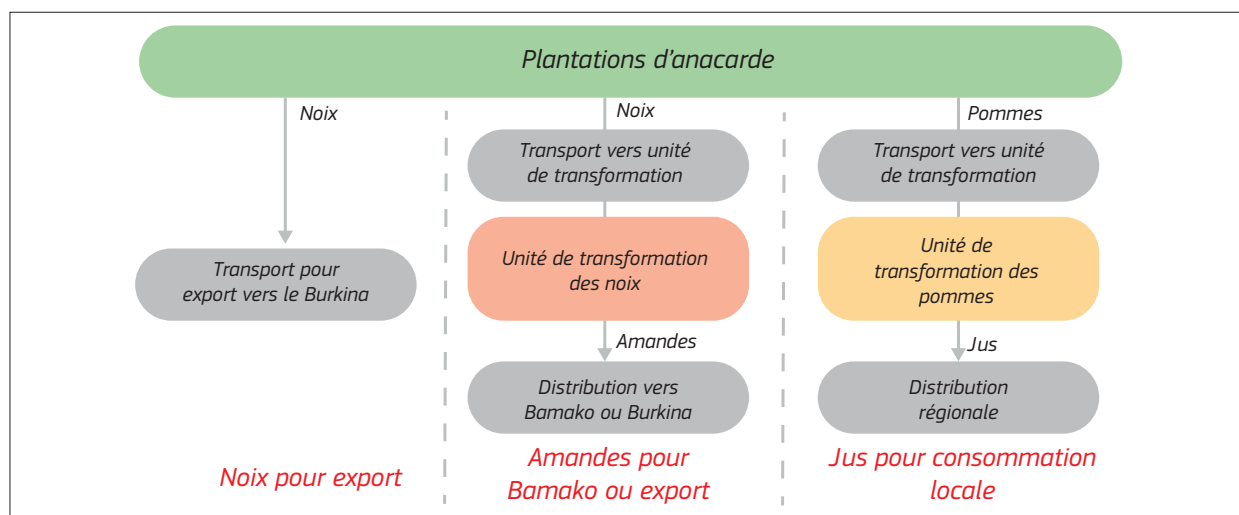 Plantations d'anacarde
Noix
Transport pour
export vers le Burkina
Noix pour export
Noix
Transport vers unité
de transformation
Unité de transformation
des noix
Amandes
Distribution vers
Bamako ou Burkina
Amandes pour
Bamako ou export
Pommes
Transport vers unité
de transformation
Unité de
transformation des
pommes
Jus
Distribution
régionale
Jus pour consommation
locale